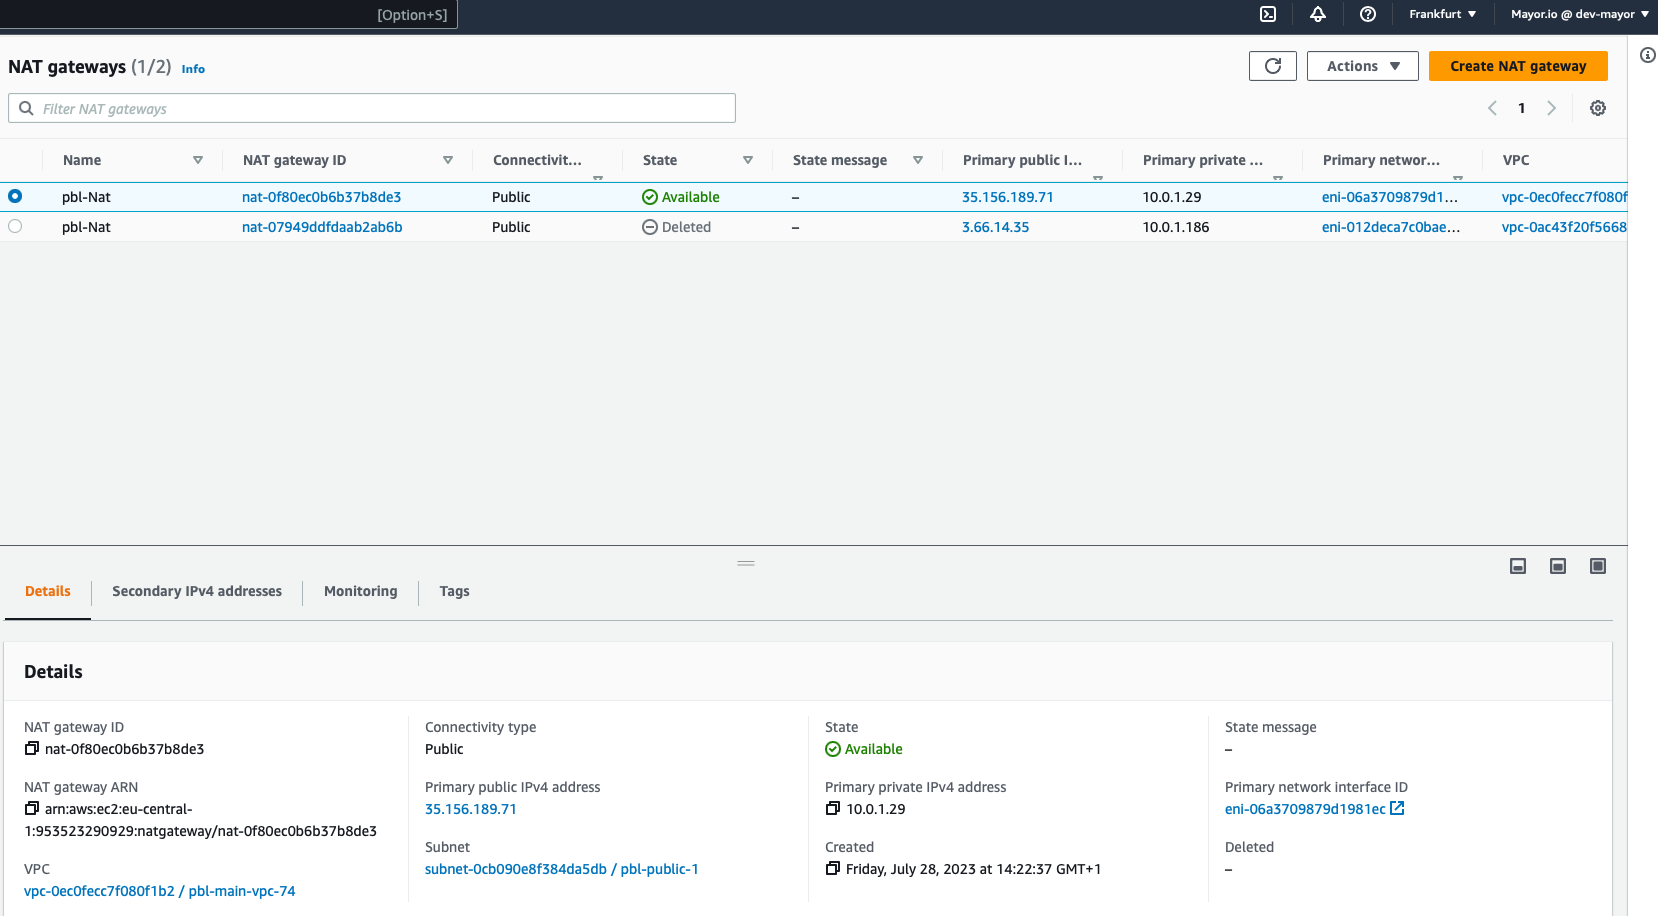 [Option+S]
Frankfurt
Mayor.io @ dev-mayor
NAT gateways (1/2) Info
Actions
Create NAT gateway
Filter NAT gateways
1
Name NAT gateway ID Connectivit... State State message Primary public I... Primary private ... Primary networ... VPC
pbl-Nat nat-0f80ec0b6b37b8de3 Public Available – 35.156.189.71 10.0.1.29 eni-06a3709879d1... vpc-0ec0fecc7f080f
pbl-Nat nat-07949ddfdaab2ab6b Public Deleted – 3.66.14.35 10.0.1.186 eni-012deca7c0bae... vpc-0ac43f20f5668
Details Secondary IPv4 addresses Monitoring Tags
Details
NAT gateway ID
nat-0f80ec0b6b37b8de3
NAT gateway ARN
arn:aws:ec2:eu-central-
1:953523290929:natgateway/nat-0f80ec0b6b37b8de3
VPC
vpc-0ec0fecc7f080f1b2 / pbl-main-vpc-74
Connectivity type
Public
Primary public IPv4 address
35.156.189.71
Subnet
subnet-0cb090e8f384da5db / pbl-public-1
State
Available
Primary private IPv4 address
10.0.1.29
Created
Friday, July 28, 2023 at 14:22:37 GMT+1
State message
–
Primary network interface ID
eni-06a3709879d1981ec
Deleted
–